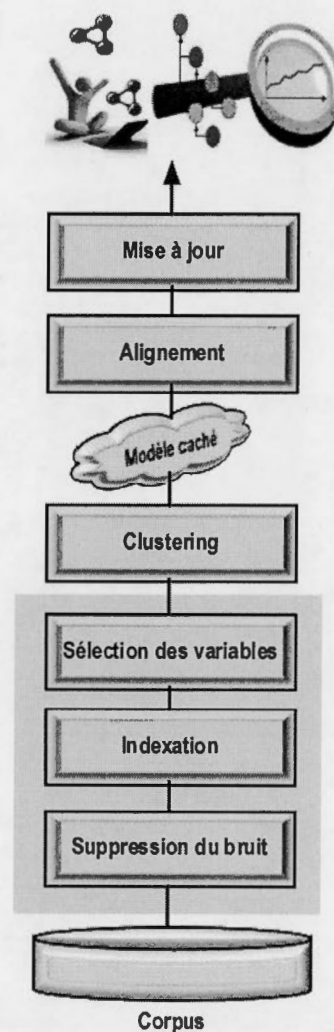 Mise à jour
Alignement
Modèle caché
Clustering
Sélection des variables
Indexation
Suppression du bruit
Corpus